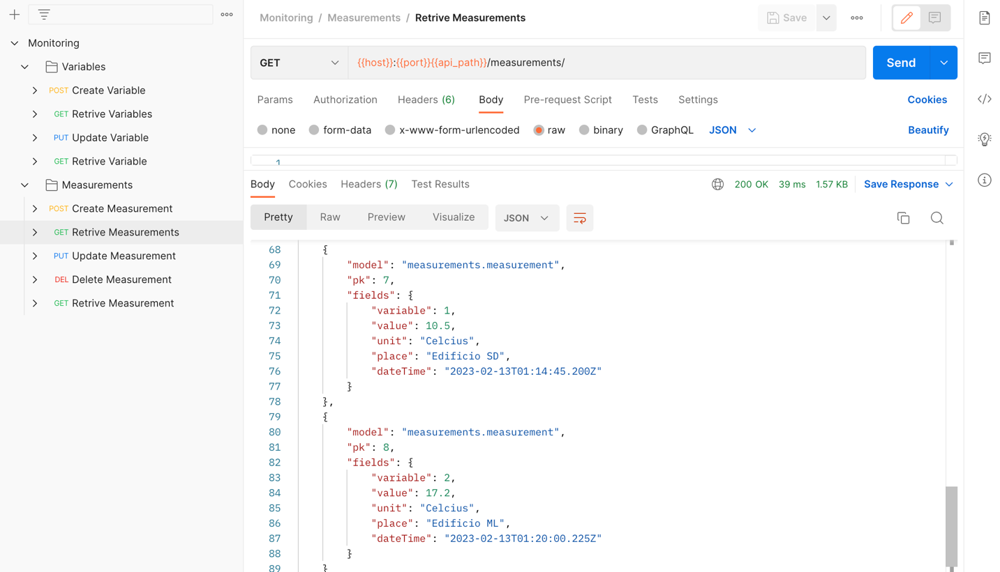 Monitoring
Variables
POST Create Variable
GET Retrive Variables
PUT Update Variable
GET Retrive Variable
Measurements
POST Create Measurement
GET Retrive Measurements
PUT Update Measurement
DEL Delete Measurement
GET Retrive Measurement
Monitoring / Measurements / Retrive Measurements
Save
GET {{host}}:{{port}}{{api_path}}/measurements/
Send
Params Authorization Headers (6) Body Pre-request Script Tests Settings Cookies
none form-data x-www-form-urlencoded raw binary GraphQL JSON Beautify
1
Body Cookies Headers (7) Test Results 200 OK 39 ms 1.57 KB Save Response
Pretty Raw Preview Visualize JSON
68 {
69 "model": "measurements.measurement",
70 "pk": 7,
71 "fields": {
72 "variable": 1,
73 "value": 10.5,
74 "unit": "Celcius",
75 "place": "Edificio SD",
76 "dateTime": "2023-02-13T01:14:45.200Z"
77 }
78 },
79 {
80 "model": "measurements.measurement",
81 "pk": 8,
82 "fields": {
83 "variable": 2,
84 "value": 17.2,
85 "unit": "Celcius",
86 "place": "Edificio ML",
87 "dateTime": "2023-02-13T01:20:00.225Z"
88 }
89 }